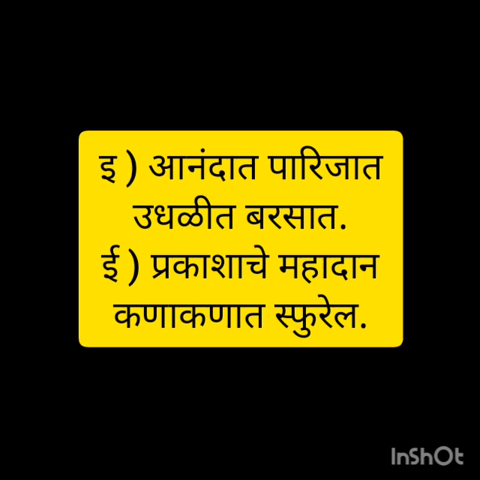 इ ) आनंदात पारिजात
उधळीत बरसात.
ई ) प्रकाशाचे महादान
कणाकणात स्फुरेल.
InShOt